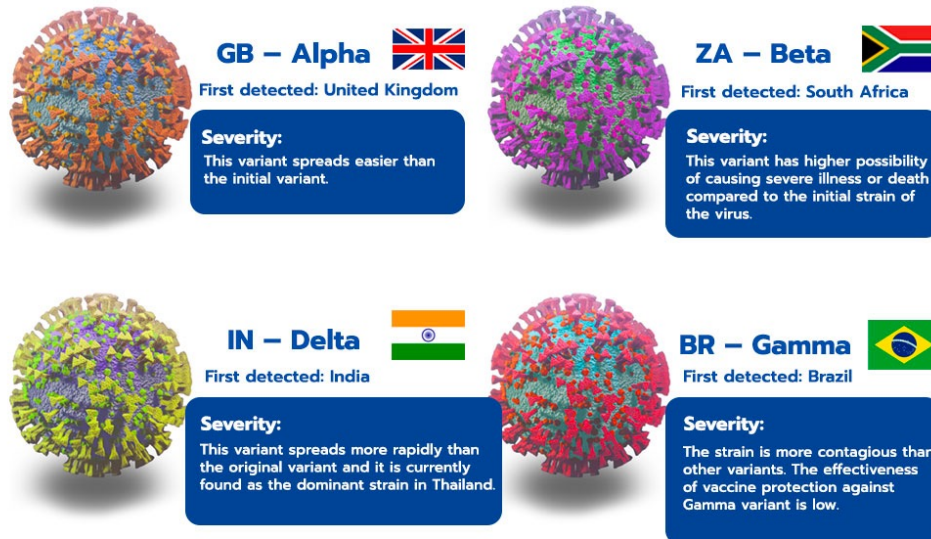 GB – Alpha
First detected: United Kingdom
Severity:
This variant spreads easier than
the initial variant.
ZA – Beta
First detected: South Africa
Severity:
This variant has higher possibility
of causing severe illness or death
compared to the initial strain of
the virus.
IN – Delta
First detected: India
Severity:
This variant spreads more rapidly than
the original variant and it is currently
found as the dominant strain in Thailand.
BR – Gamma
First detected: Brazil
Severity:
The strain is more contagious than
other variants. The effectiveness
of vaccine protection against
Gamma variant is low.